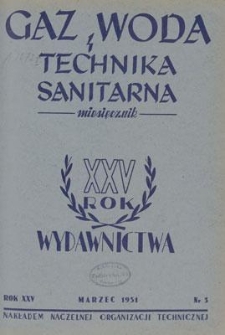 GAZ, WODA
TECHNIKA
SANITARNA
miesięcznik
XXV
ROK
WYDAWNICTWA
ROK XXV MARZEC 1951 Nr 3
NAKŁADEM NACZELNEJ ORGANIZACJI TECHNICZNEJ